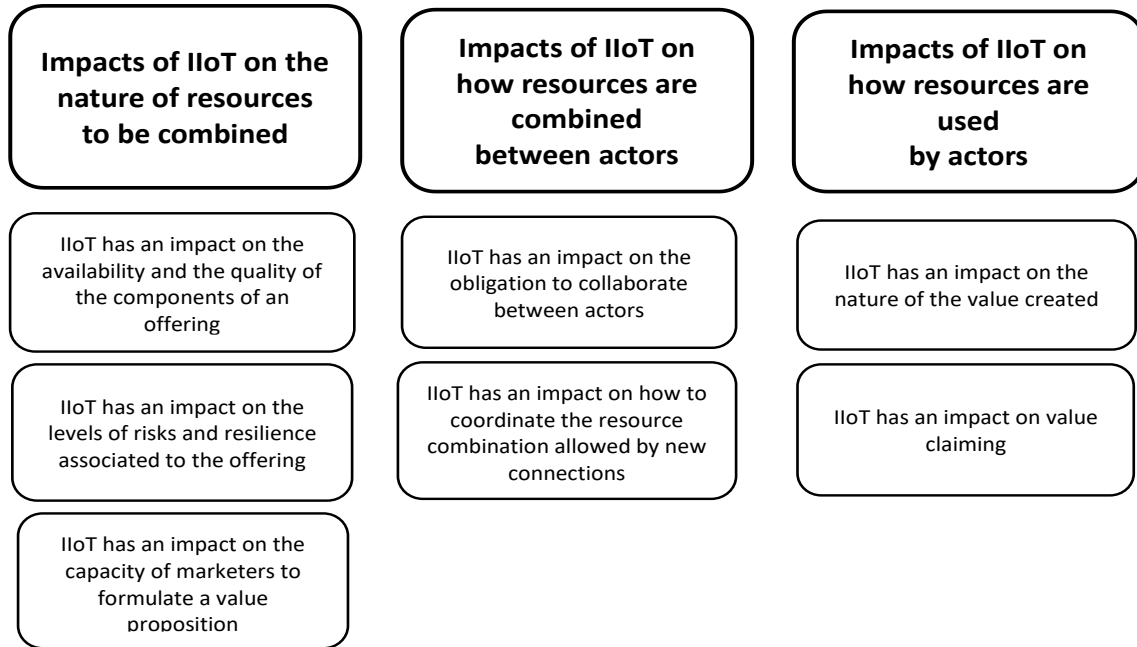 Impacts of IIoT on the
nature of resources
to be combined
Impacts of IIoT on
how resources are
combined
between actors
Impacts of IIoT on
how resources are
used
by actors
IIoT has an impact on the
availability and the quality of
the components of an
offering
IIoT has an impact on the
obligation to collaborate
between actors
IIoT has an impact on the
nature of the value created
IIoT has an impact on the
levels of risks and resilience
associated to the offering
IIoT has an impact on how to
coordinate the resource
combination allowed by new
connections
IIoT has an impact on value
claiming
IIoT has an impact on the
capacity of marketers to
formulate a value
proposition